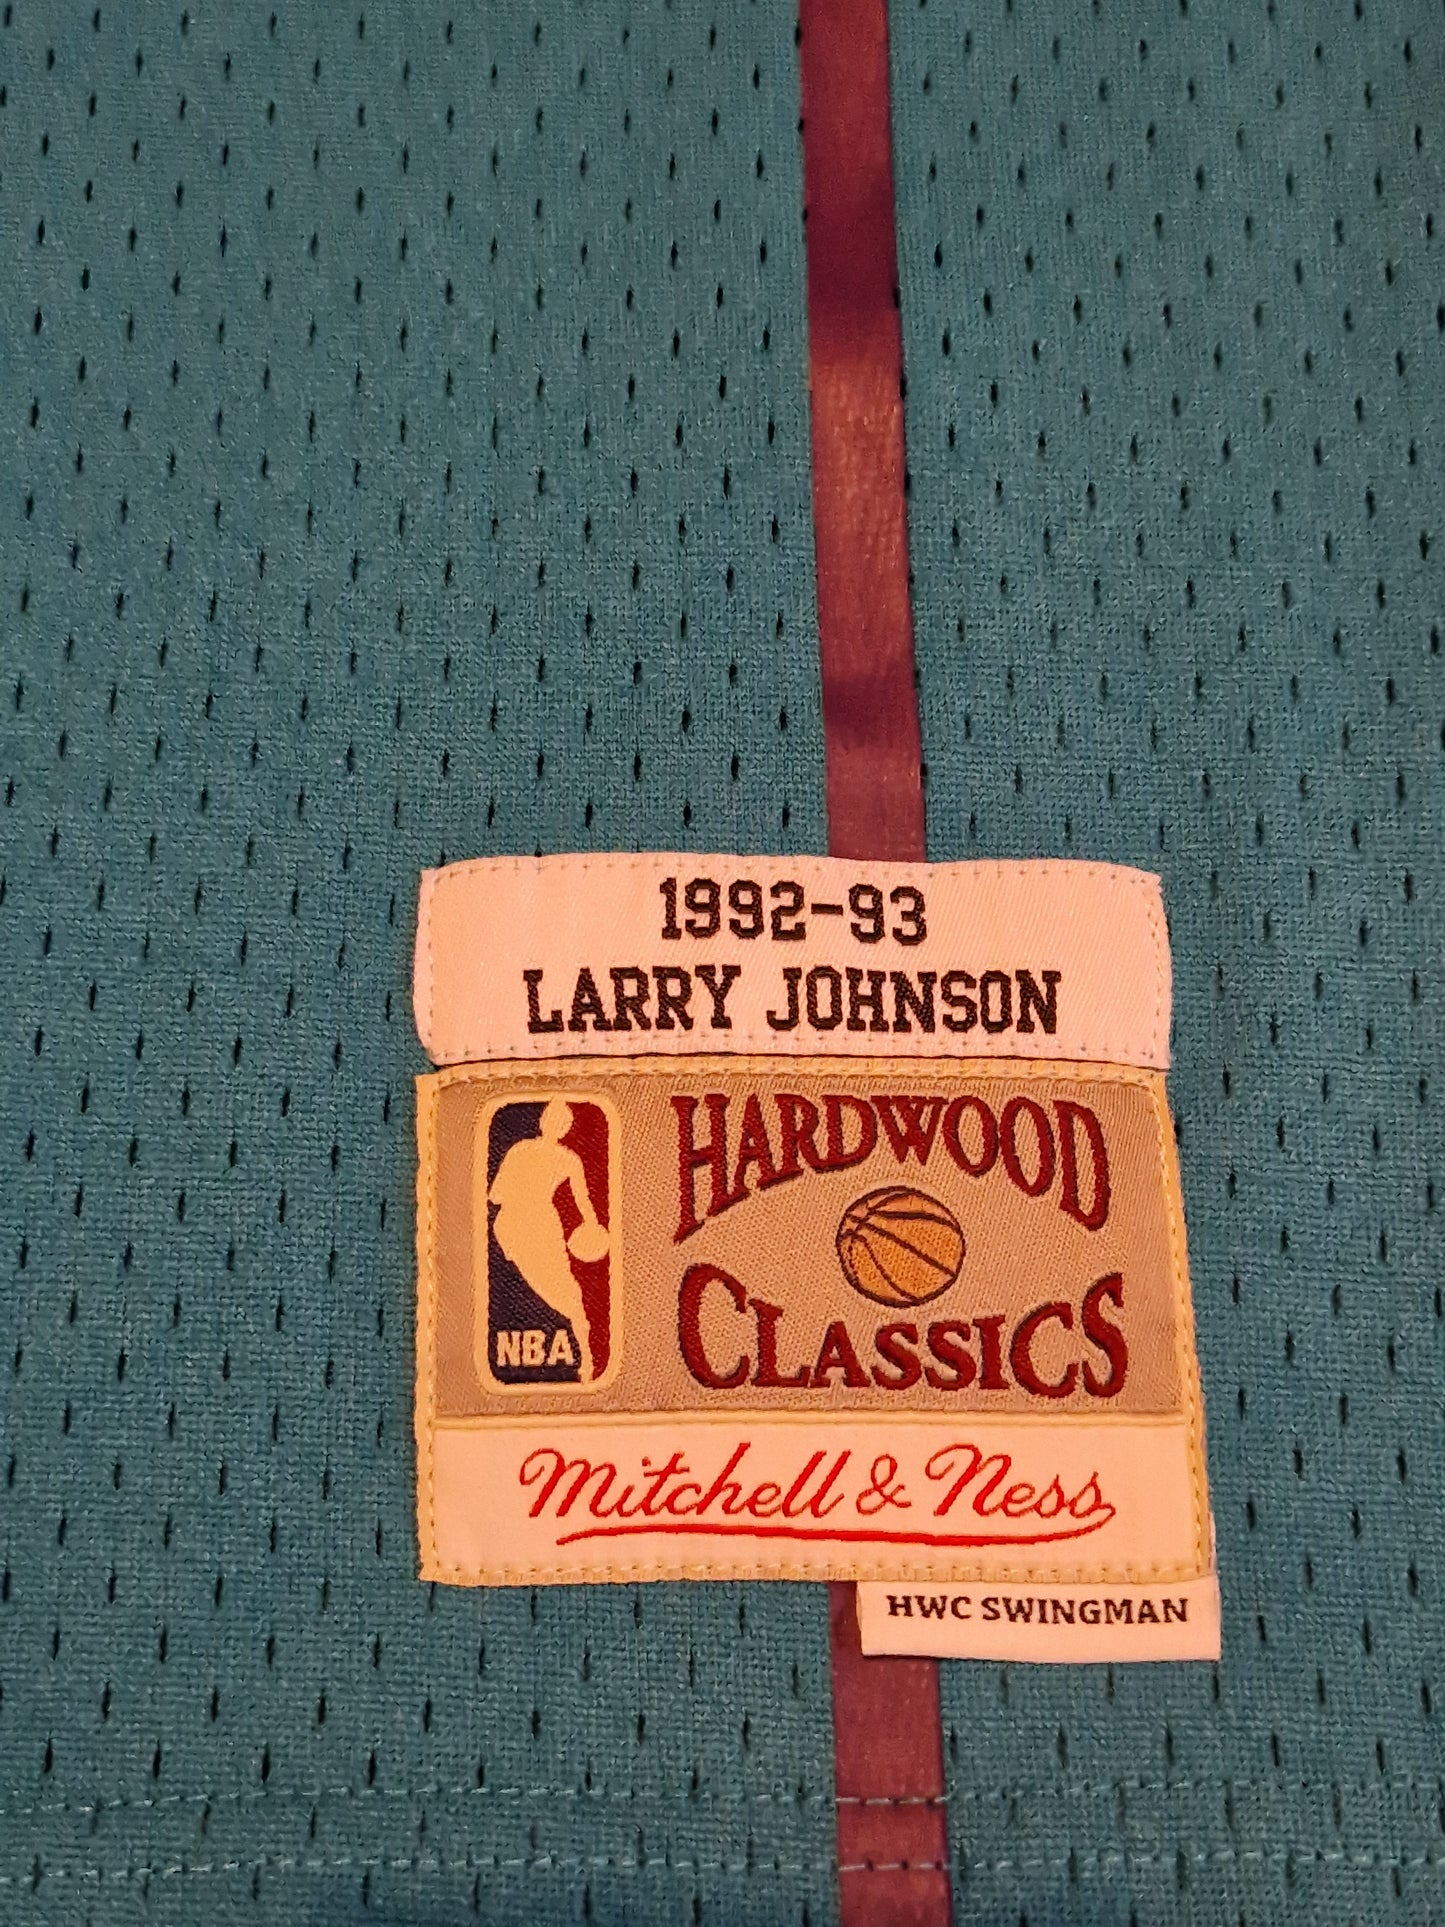 1992-93
LARRY JOHNSON
HARDWOOD
CLASSICS
NBA
Mitchell & Ness
HWC SWINGMAN